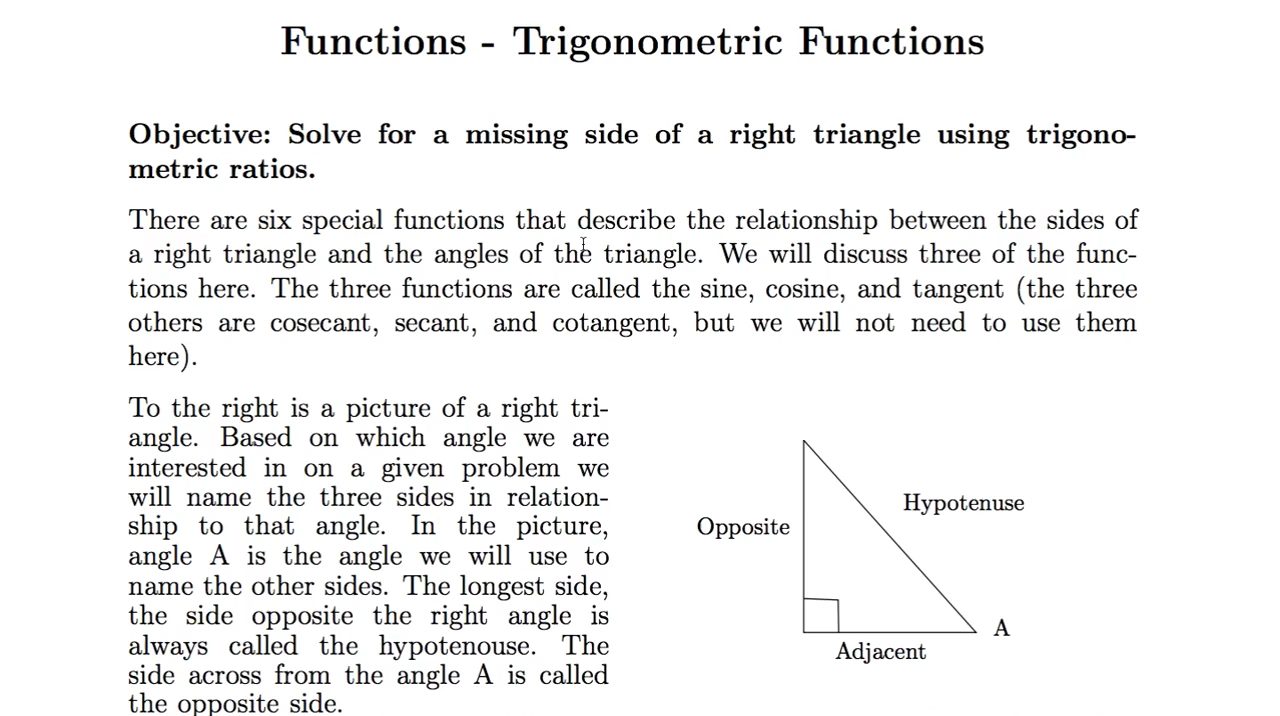 Functions - Trigonometric Functions
Objective: Solve for a missing side of a right triangle using trigono-
metric ratios.
There are six special functions that describe the relationship between the sides of
a right triangle and the angles of the triangle. We will discuss three of the func-
tions here. The three functions are called the sine, cosine, and tangent (the three
others are cosecant, secant, and cotangent, but we will not need to use them
here).
To the right is a picture of a right tri-
angle. Based on which angle we are
interested in on a given problem we
will name the three sides in relation-
ship to that angle. In the picture,
angle A is the angle we will use to
name the other sides. The longest side,
the side opposite the right angle is
always called the hypotenouse. The
side across from the angle A is called
the opposite side.
Hypotenuse
Opposite
A
Adjacent